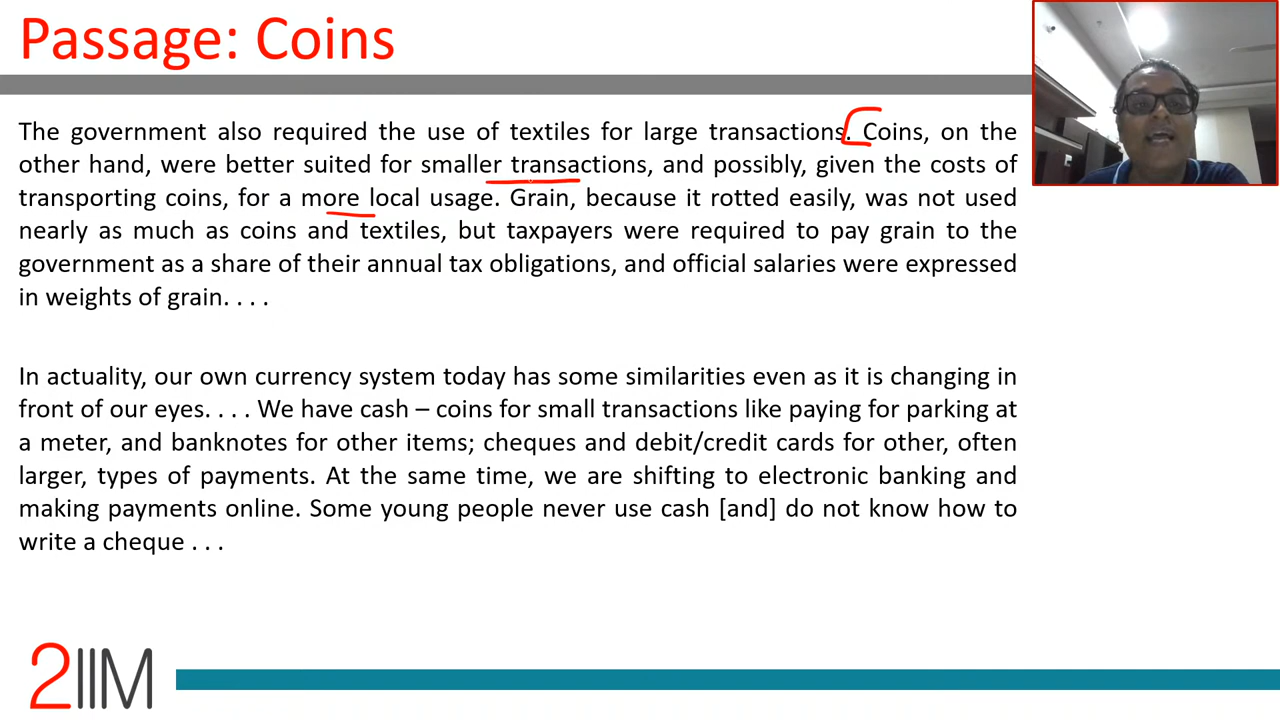 Passage: Coins
The government also required the use of textiles for large transactions. Coins, on the
other hand, were better suited for smaller transactions, and possibly, given the costs of
transporting coins, for a more local usage. Grain, because it rotted easily, was not used
nearly as much as coins and textiles, but taxpayers were required to pay grain to the
government as a share of their annual tax obligations, and official salaries were expressed
in weights of grain. . . .
In actuality, our own currency system today has some similarities even as it is changing in
front of our eyes. . . . We have cash – coins for small transactions like paying for parking at
a meter, and banknotes for other items; cheques and debit/credit cards for other, often
larger, types of payments. At the same time, we are shifting to electronic banking and
making payments online. Some young people never use cash [and] do not know how to
write a cheque . . .
2IIM